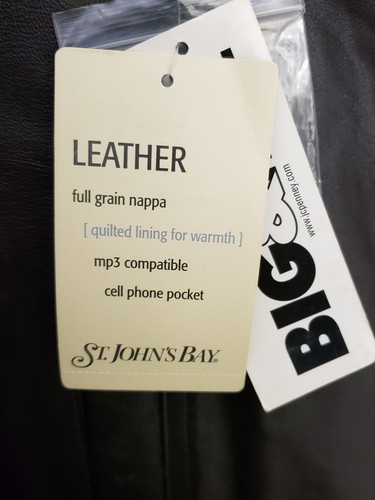 LEATHER
full grain nappa
[ quilted lining for warmth ]
mp3 compatible
cell phone pocket
ST. JOHN'S BAY®
www.jcpenney.com
BIG